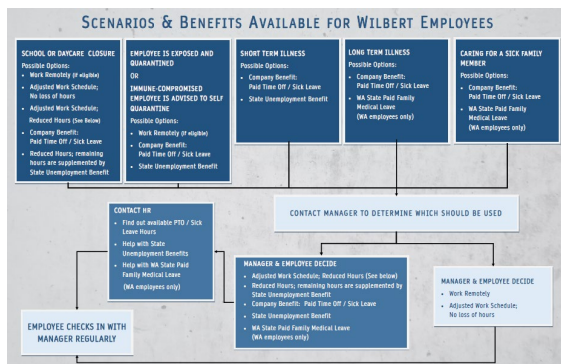 SCENARIOS & BENEFITS AVAILABLE FOR WILBERT EMPLOYEES
SCHOOL OR DAYCARE CLOSURE
Possible Options:
• Work Remotely (If eligible)
• Adjusted Work Schedule;
No loss of hours
• Adjusted Work Schedule;
Reduced Hours (See Below)
• Company Benefit:
Paid Time Off / Sick Leave
• Reduced Hours; remaining
hours are supplemented by
State Unemployment Benefit
EMPLOYEE IS EXPOSED AND
QUARANTINED
OR
IMMUNE-COMPROMISED
EMPLOYEE IS ADVISED TO SELF
QUARANTINE
Possible Options:
• Work Remotely (If eligible)
• Company Benefit:
Paid Time Off / Sick Leave
• State Unemployment Benefit
SHORT TERM ILLNESS
Possible Options:
• Company Benefit:
Paid Time Off / Sick Leave
• State Unemployment Benefit
LONG TERM ILLNESS
Possible Options:
• Company Benefit:
Paid Time Off / Sick Leave
• WA State Paid Family
Medical Leave
(WA employees only)
CARING FOR A SICK FAMILY
MEMBER
Possible Options:
• Company Benefit:
Paid Time Off / Sick Leave
• WA State Paid Family
Medical Leave
(WA employees only)
CONTACT MANAGER TO DETERMINE WHICH SHOULD BE USED
CONTACT HR
• Find out available PTO / Sick
Leave Hours
• Help with State
Unemployment Benefits
• Help with WA State Paid
Family Medical Leave
(WA employees only)
MANAGER & EMPLOYEE DECIDE
• Adjusted Work Schedule; Reduced Hours (See below)
• Reduced Hours; remaining hours are supplemented by
State Unemployment Benefit
• Company Benefit: Paid Time Off / Sick Leave
• State Unemployment Benefit
• WA State Paid Family Medical Leave
(WA employees only)
MANAGER & EMPLOYEE DECIDE
• Work Remotely
• Adjusted Work Schedule;
No loss of hours
EMPLOYEE CHECKS IN WITH
MANAGER REGULARLY